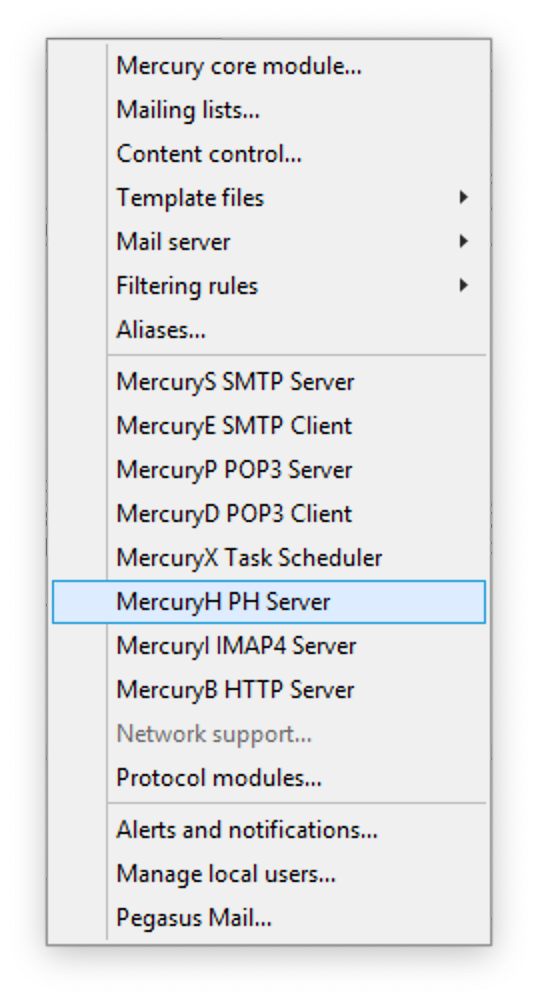 Mercury core module...
Mailing lists...
Content control...
Template files
Mail server
Filtering rules
Aliases...
MercuryS SMTP Server
MercuryE SMTP Client
MercuryP POP3 Server
MercuryD POP3 Client
MercuryX Task Scheduler
MercuryH PH Server
MercuryI IMAP4 Server
MercuryB HTTP Server
Network support...
Protocol modules...
Alerts and notifications...
Manage local users...
Pegasus Mail...